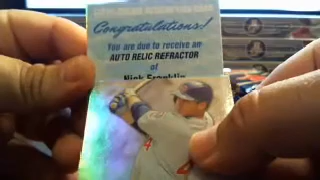 Congratulations!
You are due to receive an
AUTO RELIC REFRACTOR
of
Nick Franklin